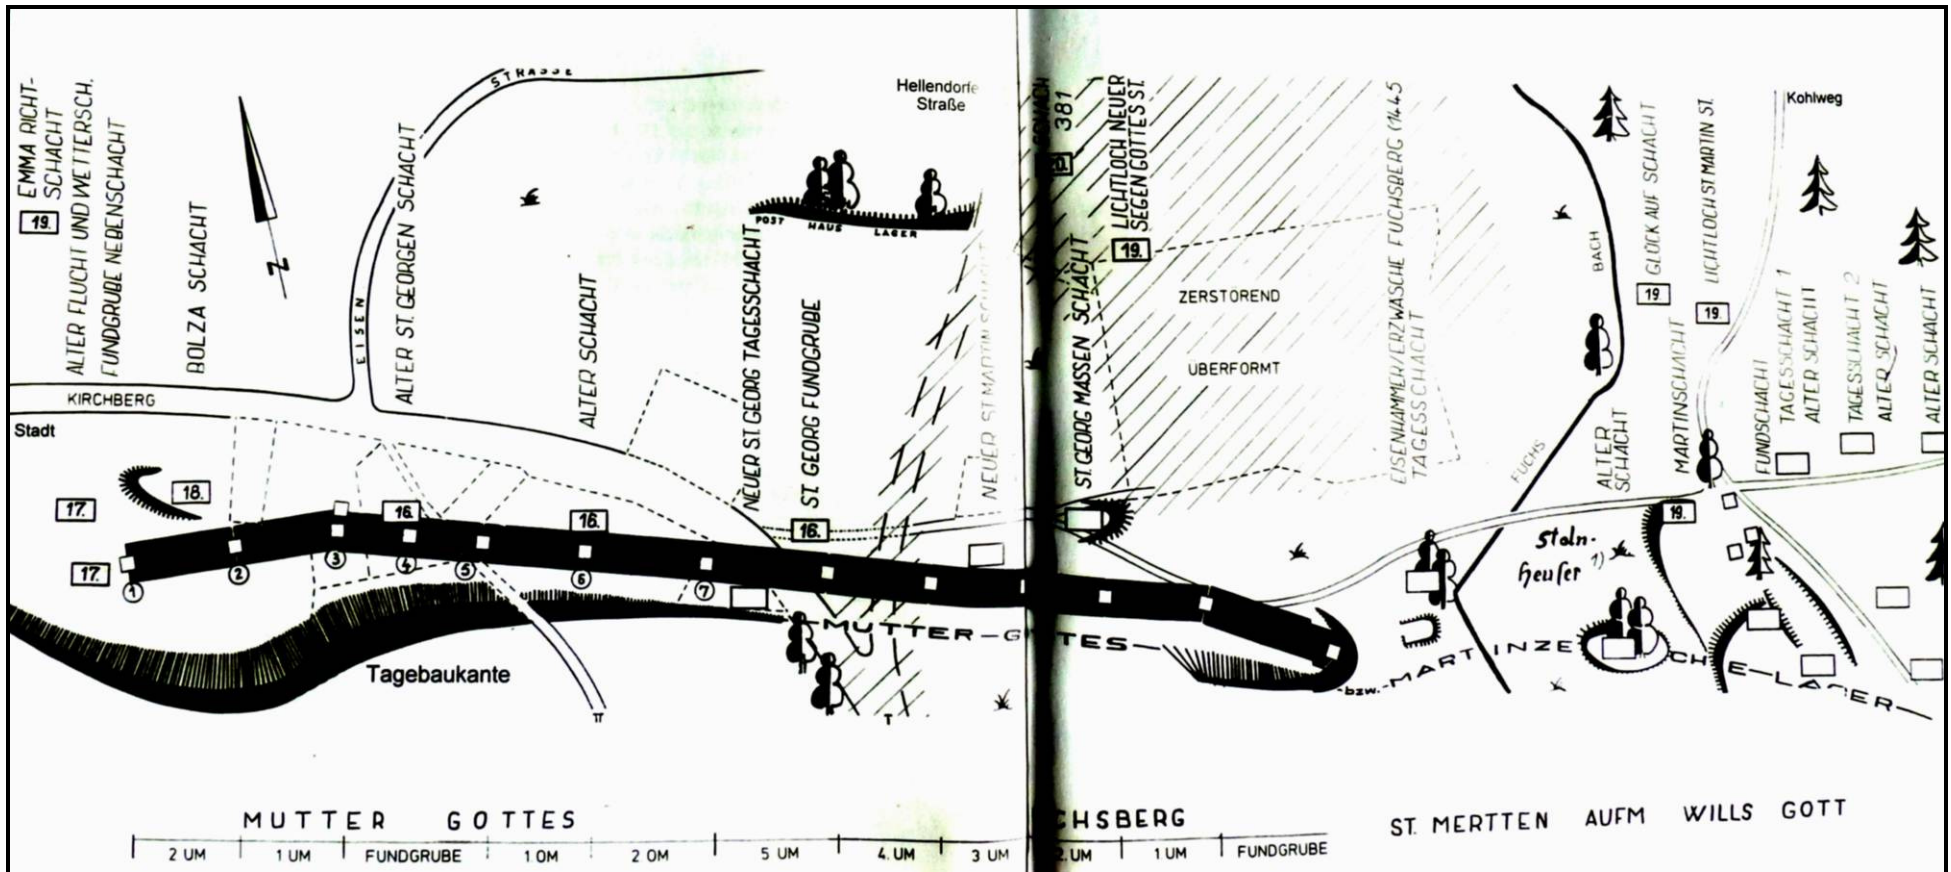 STRASSE
Hellendorfe
Straße
Kohlweg
EMMA RICHT-
SCHACHT
19.
ALTER FLUCHT UND WETTERSCH.
FUNDGRUBE NEBENSCHACHT
BOLZA SCHACHT
N
EISEN
ALTER ST. GEORGEN SCHACHT
ALTER SCHACHT
POST HAUS LAGER
NEUER ST. GEORG TAGESSCHACHT
ST. GEORG FUNDGRUBE
NEUER ST. MARTIN SCHACHT
SCHACH
381
ST. GEORG MASSEN SCHACHT
LICHTLOCH NEUER
SEGEN GOTTES ST.
19.
ZERSTÖREND
ÜBERFORMT
EISENHAMMER/ERZWÄSCHE FUCHSBERG (1445
TAGESSCHACHT
BACH
FUCHS
GLÜCK AUF SCHACHT
19.
LICHTLOCH ST. MARTIN ST.
19.
ALTER
SCHACHT
MARTINSCHACHT
FUNDSCHACHT
TAGESSCHACHT 1
ALTER SCHACHT
TAGESSCHACHT 2
ALTER SCHACHT
ALTER SCHACHT
KIRCHBERG
Stadt
17.
18.
16.
16.
16.
19.
17.
1
2
3
4
5
6
7
1)
MUTTER-GOTTES
-bzw.-MARTINZECHE-LAGER
Tagebaukante
MUTTER GOTTES
CHSBERG
ST. MERTTEN AUFM WILLS GOTT
2 UM
1 UM
FUNDGRUBE
1 OM
2 OM
5 UM
4. UM
3 UM
2. UM
1 UM
FUNDGRUBE